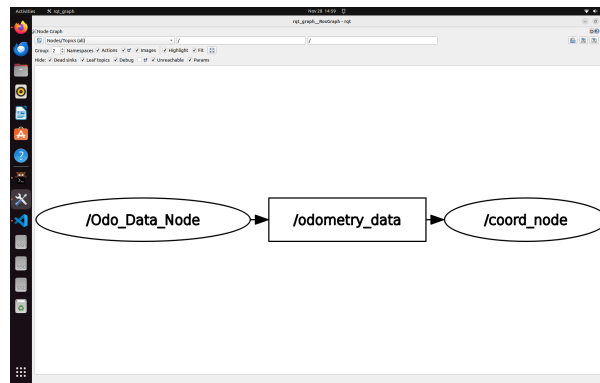 Activities rqt_graph Nov 28 14:59
rqt_graph__RosGraph - rqt
Node Graph
Nodes/Topics (all) / /
Group: 2 Namespaces Actions tf Images Highlight Fit
Hide: Dead sinks Leaf topics Debug tf Unreachable Params
/Odo_Data_Node /odometry_data /coord_node